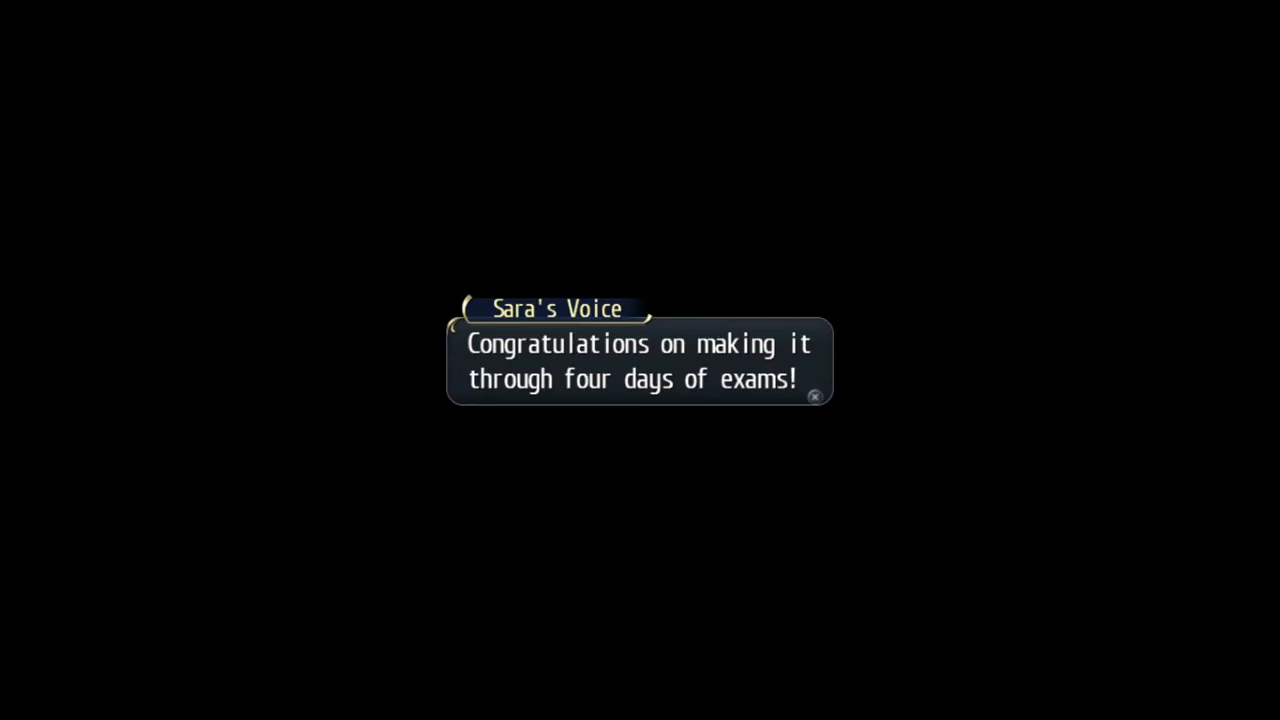 Sara's Voice
Congratulations on making it
through four days of exams!